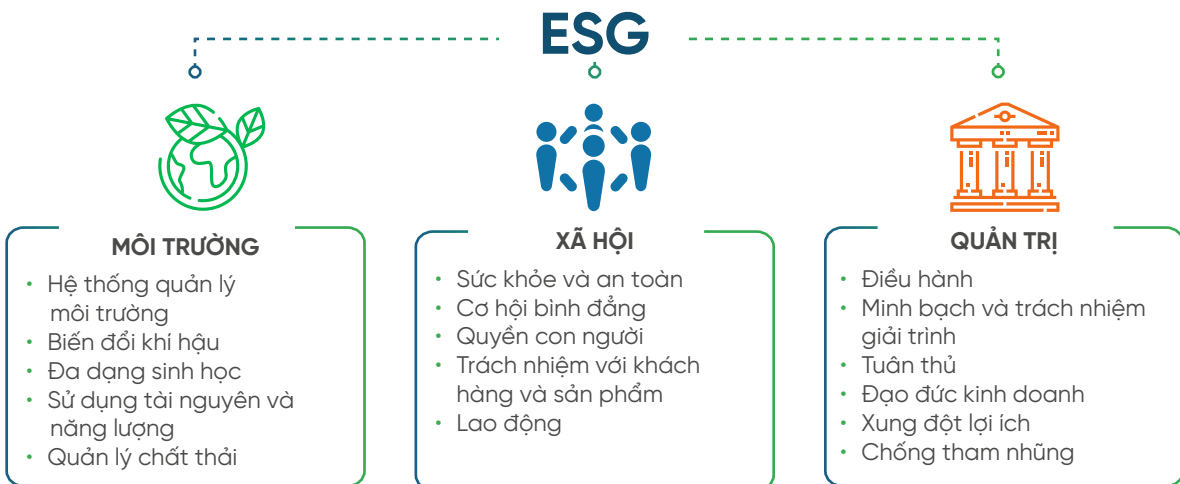 ESG
MÔI TRƯỜNG
• Hệ thống quản lý
môi trường
• Biến đổi khí hậu
• Đa dạng sinh học
• Sử dụng tài nguyên và
năng lượng
• Quản lý chất thải
XÃ HỘI
• Sức khỏe và an toàn
• Cơ hội bình đẳng
• Quyền con người
• Trách nhiệm với khách
hàng và sản phẩm
• Lao động
QUẢN TRỊ
• Điều hành
• Minh bạch và trách nhiệm
giải trình
• Tuân thủ
• Đạo đức kinh doanh
• Xung đột lợi ích
• Chống tham nhũng